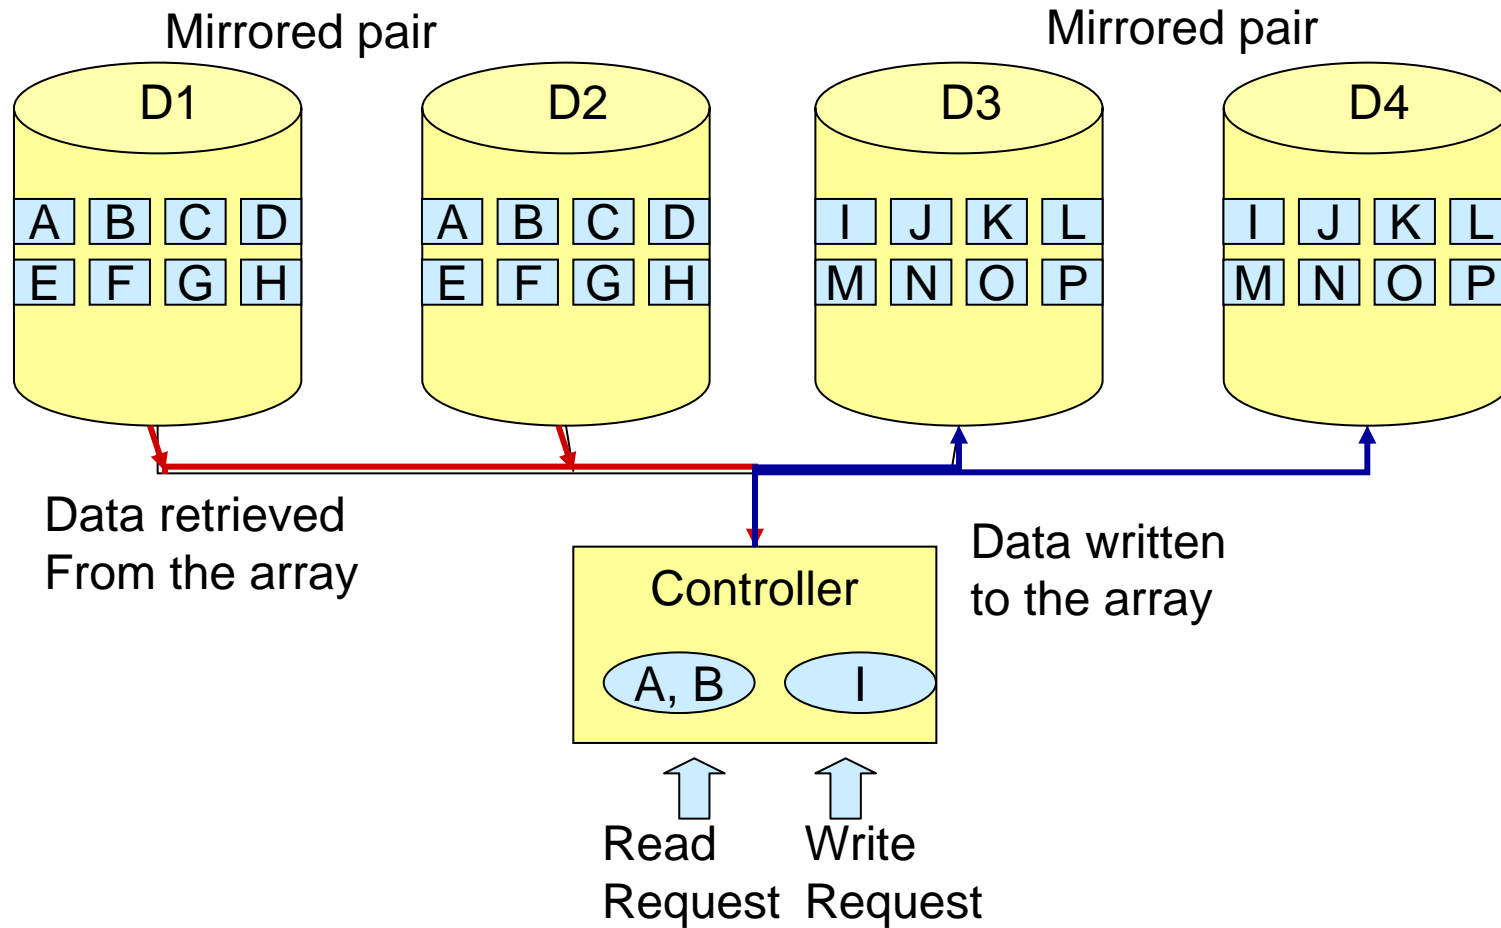 Mirrored pair
Mirrored pair
D1
D2
D3
D4
A B C D
A B C D
I J K L
I J K L
E F G H
E F G H
M N O P
M N O P
Data retrieved
From the array
Data written
to the array
Controller
A, B
I
Read
Request
Write
Request